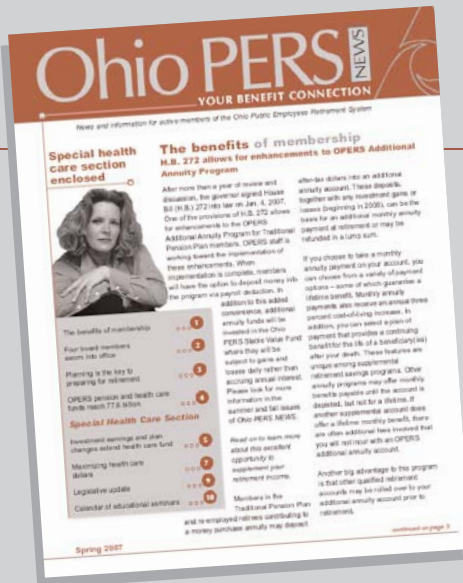 Ohio PERS
NEWS
YOUR BENEFIT CONNECTION
News and information for active members of the Ohio Public Employees Retirement System
Special health
care section
enclosed
The benefits of membership
Four board members
sworn into office
Planning is the key to
preparing for retirement
OPERS pension and health care
funds reach 77.6 billion
Special Health Care Section
Investment earnings and plan
changes extend health care fund
Maximizing health care
dollars
Legislative update
Calendar of educational seminars
1
2
3
4
5
7
9
10
The benefits of membership
H.B. 272 allows for enhancements to OPERS Additional
Annuity Program
After more than a year of review and
discussion, the governor signed House
Bill (H.B.) 272 into law on Jan. 4, 2007.
One of the provisions of H.B. 272 allows
for enhancements to the OPERS
Additional Annuity Program for Traditional
Pension Plan members. OPERS staff is
working toward the implementation of
these enhancements. When
implementation is complete, members
will have the option to deposit money into
the program via payroll deduction. In
addition to this added
convenience, additional
annuity funds will be
invested in the Ohio
PERS Stable Value Fund
where they will be
subject to gains and
losses daily rather than
accruing annual interest.
Please look for more
information in the
summer and fall issues
of Ohio PERS NEWS.
Read on to learn more
about this excellent
opportunity to
supplement your
retirement income.
Members in the
Traditional Pension Plan
and re-employed retirees contributing to
a money purchase annuity may deposit
after-tax dollars into an additional
annuity account. These deposits,
together with any investment gains or
losses (beginning in 2008), can be the
basis for an additional monthly annuity
payment at retirement or may be
refunded in a lump sum.
If you choose to take a monthly
annuity payment on your account, you
can choose from a variety of payment
options – some of which guarantee a
lifetime benefit. Monthly annuity
payments also receive an annual three
percent cost-of-living increase. In
addition, you can select a plan of
payment that provides a continuing
benefit for the life of a beneficiary(ies)
after your death. These features are
unique among supplemental
retirement savings programs. Other
annuity programs may offer monthly
benefits payable until the account is
depleted, but not for a lifetime. If
another supplemental account does
offer a lifetime monthly benefit, there
are often additional fees involved that
you will not incur with an OPERS
additional annuity account.
Another big advantage to this program
is that other qualified retirement
accounts may be rolled over to your
additional annuity account prior to
retirement.
continued on page 3
Spring 2007